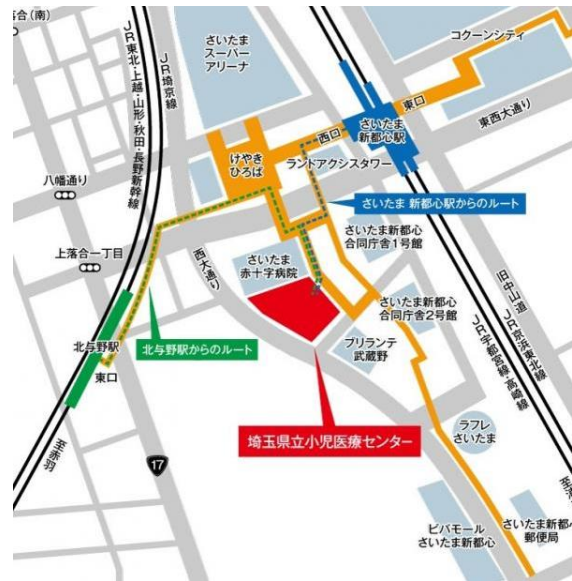 落合(南)
JR東北・上越・山形・秋田・長野新幹線
JR埼京線
さいたま
スーパー
アリーナ
コクーンシティ
東口
西口
さいたま
新都心駅
東西大通り
けやき
ひろば
ランドアクシスタワー
八幡通り
さいたま 新都心駅からのルート
上落合一丁目
西大通り
さいたま
赤十字病院
さいたま新都心
合同庁舎1号館
さいたま新都心
合同庁舎2号館
旧中山道
JR京浜東北線
JR宇都宮線・高崎線
北与野駅
東口
北与野駅からのルート
ブリランテ
武蔵野
埼玉県立小児医療センター
ラフレ
さいたま
至赤羽
17
ビバモール
さいたま新都心
さいたま新都心
郵便局